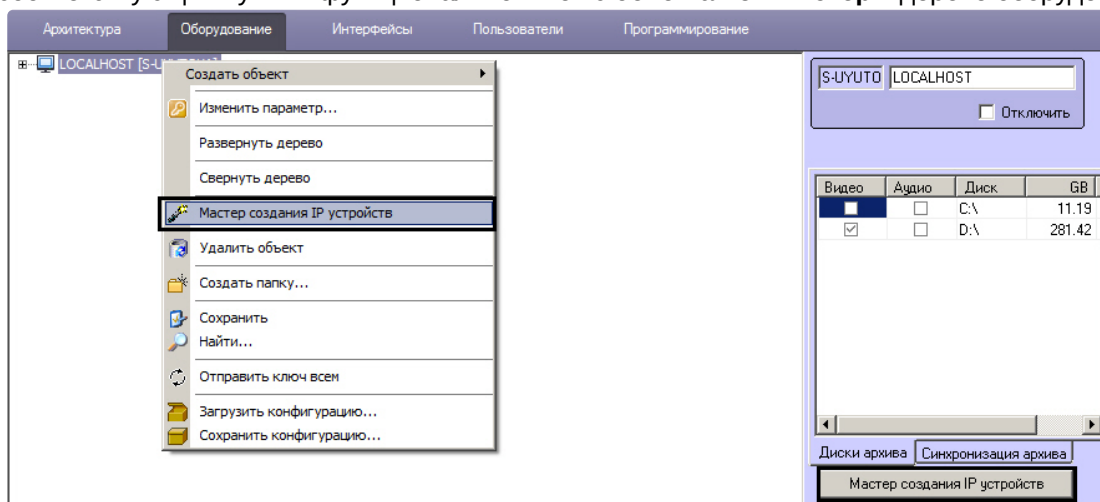 Архитектура Оборудование Интерфейсы Пользователи Программирование
LOCALHOST
Создать объект
Изменить параметр...
Развернуть дерево
Свернуть дерево
Мастер создания IP устройств
Удалить объект
Создать папку...
Сохранить
Найти...
Отправить ключ всем
Загрузить конфигурацию...
Сохранить конфигурацию...
S-UYUTO LOCALHOST
Отключить
Видео Аудио Диск GB
C:\ 11.19
D:\ 281.42
Диски архива Синхронизация архива
Мастер создания IP устройств